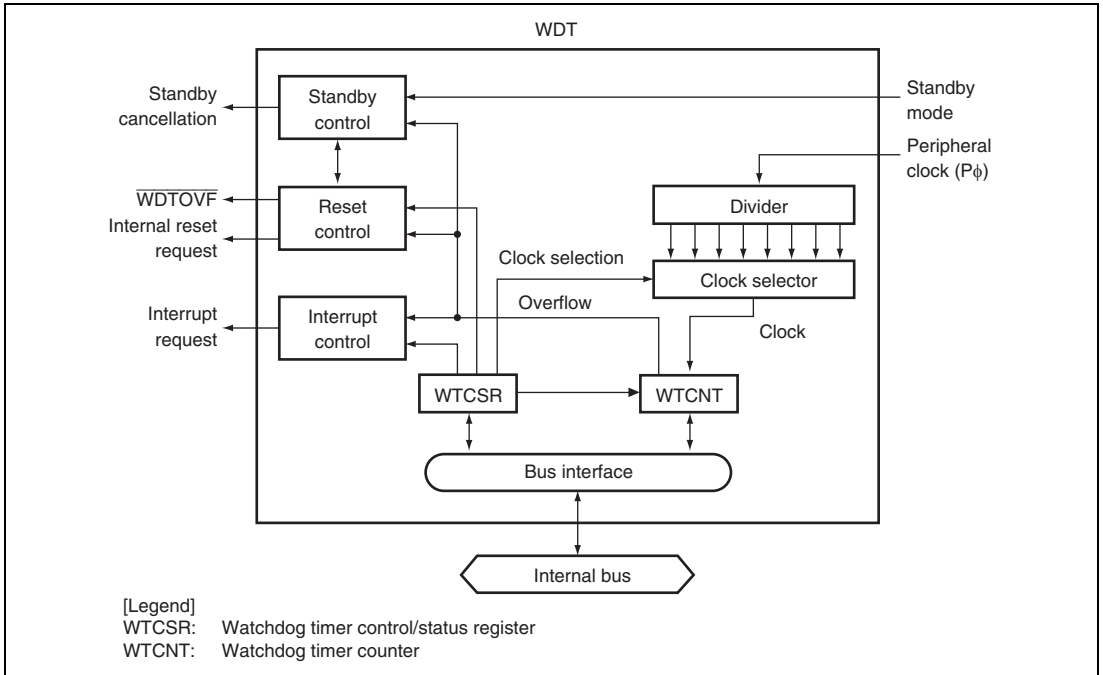 WDT
Standby
cancellation
Standby
control
Standby
mode
Peripheral
clock (Pϕ)
WDTOVF
Internal reset
request
Reset
control
Divider
Clock selection
Clock selector
Overflow
Interrupt
request
Interrupt
control
Clock
WTCSR
WTCNT
Bus interface
Internal bus
[Legend]
WTCSR: Watchdog timer control/status register
WTCNT: Watchdog timer counter